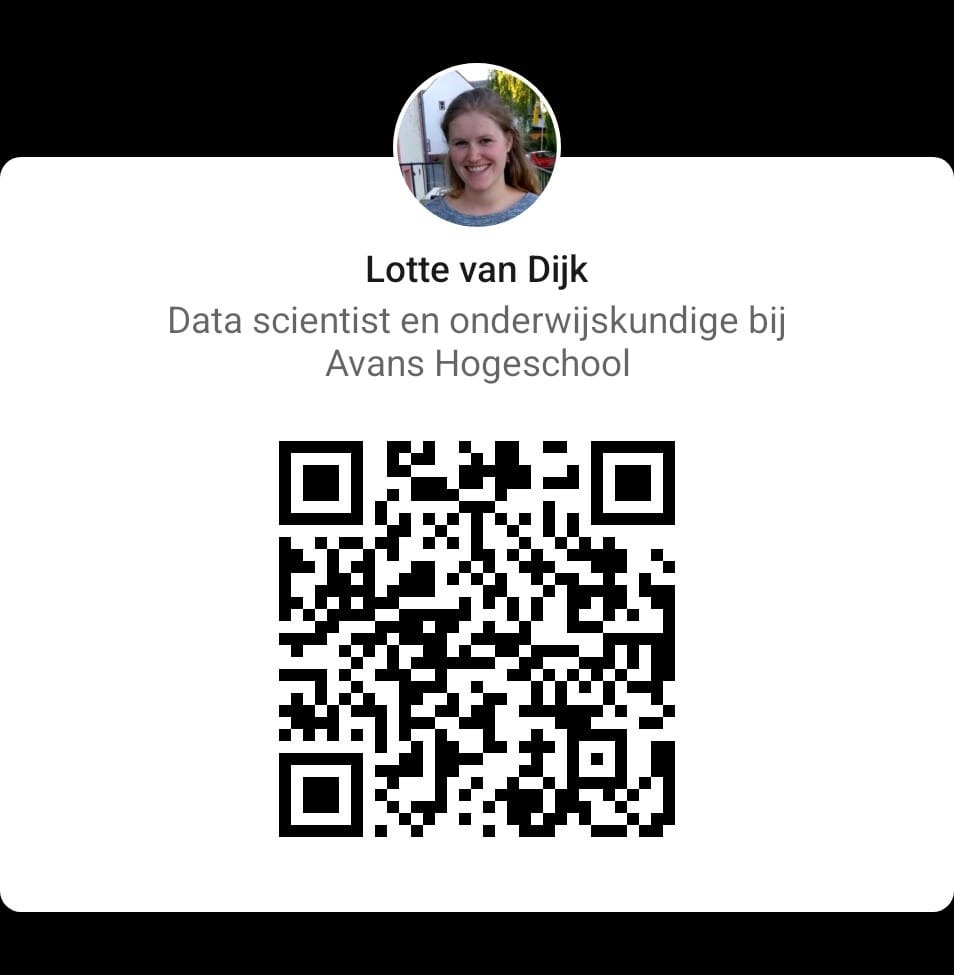 Lotte van Dijk
Data scientist en onderwijskundige bij
Avans Hogeschool